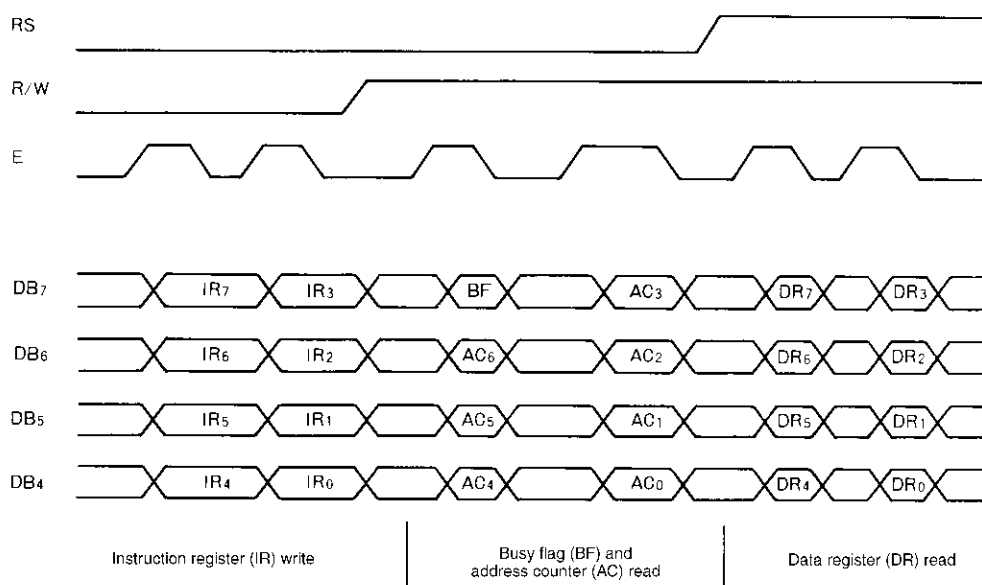 RS
R/W
E
DB7 IR7 IR3 BF AC3 DR7 DR3
DB6 IR6 IR2 AC6 AC2 DR6 DR2
DB5 IR5 IR1 AC5 AC1 DR5 DR1
DB4 IR4 IR0 AC4 AC0 DR4 DR0
Instruction register (IR) write
Busy flag (BF) and
address counter (AC) read
Data register (DR) read